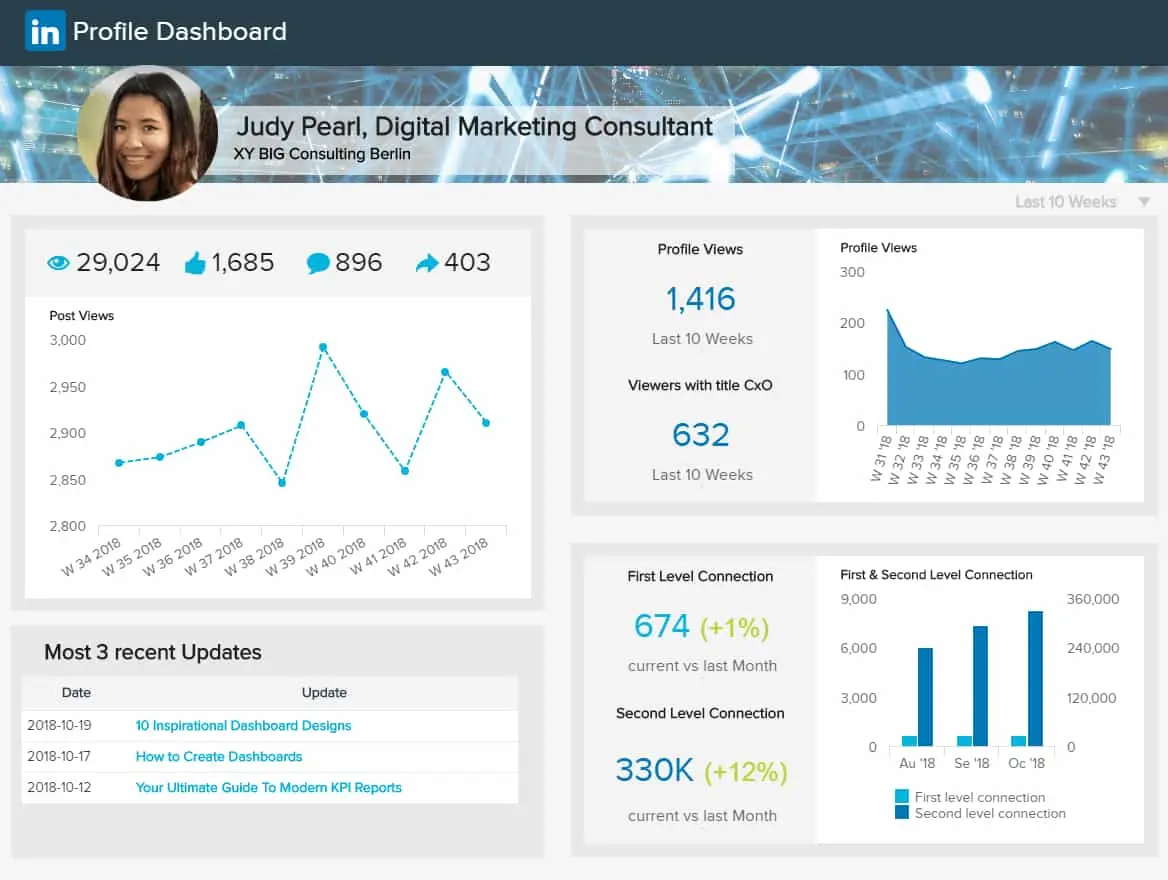 in Profile Dashboard
Judy Pearl, Digital Marketing Consultant
XY BIG Consulting Berlin
Last 10 Weeks
29,024 1,685 896 403
Post Views
3,000
2,950
2,900
2,850
2,800
W 34 2018 W 35 2018 W 36 2018 W 37 2018 W 38 2018 W 39 2018 W 40 2018 W 41 2018 W 42 2018 W 43 2018
Most 3 recent Updates
Date Update
2018-10-19 10 Inspirational Dashboard Designs
2018-10-17 How to Create Dashboards
2018-10-12 Your Ultimate Guide To Modern KPI Reports
Profile Views
1,416
Last 10 Weeks
Viewers with title CxO
632
Last 10 Weeks
Profile Views
300
200
100
0
W 31 '18 W 32 '18 W 33 '18 W 34 '18 W 35 '18 W 36 '18 W 37 '18 W 38 '18 W 39 '18 W 40 '18 W 41 '18 W 42 '18 W 43 '18
First Level Connection
674 (+1%)
current vs last Month
Second Level Connection
330K (+12%)
current vs last Month
First & Second Level Connection
9,000 360,000
6,000 240,000
3,000 120,000
0 0
Au '18 Se '18 Oc '18
First level connection
Second level connection